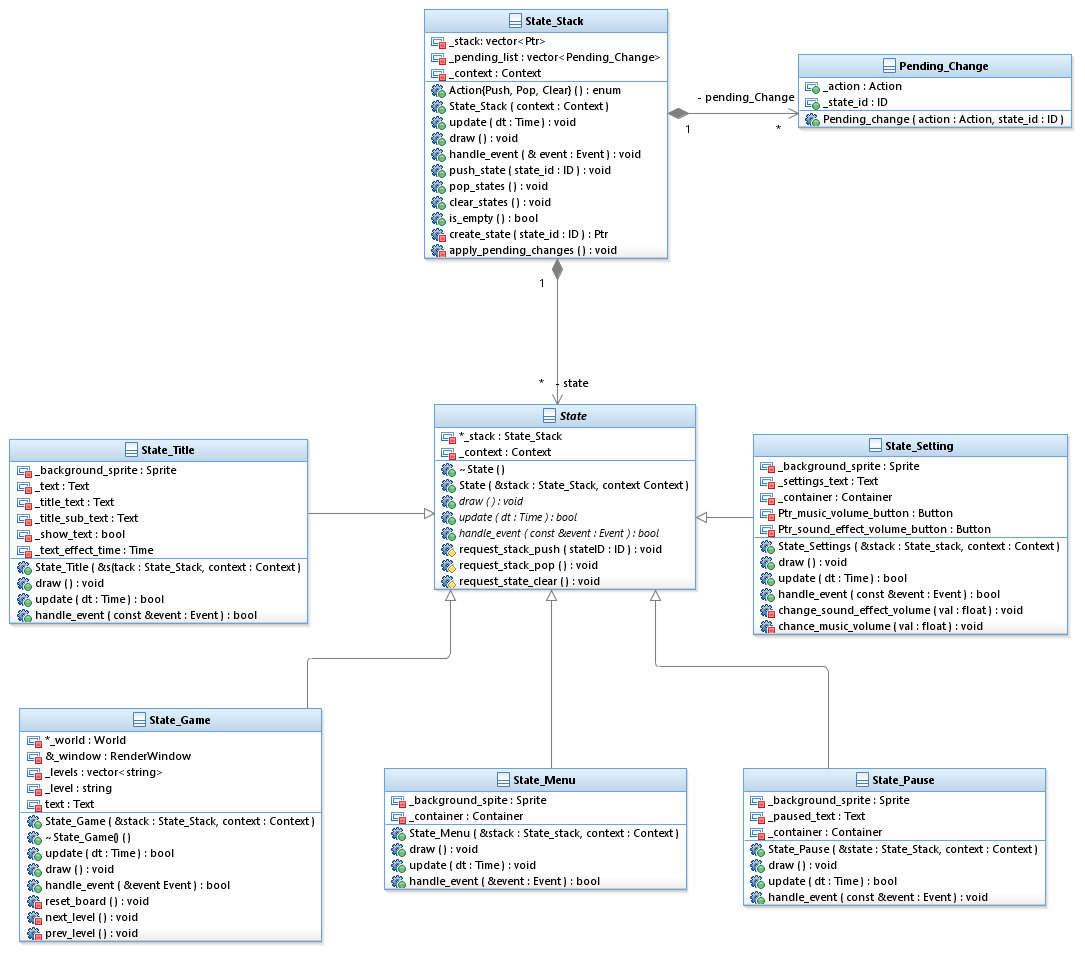 State_Stack
_stack: vector<Ptr>
_pending_list : vector<Pending_Change>
_context : Context
Action{Push, Pop, Clear} () : enum
State_Stack ( context : Context )
update ( dt : Time ) : void
draw () : void
handle_event ( & event : Event ) : void
push_state ( state_id : ID ) : void
pop_states () : void
clear_states () : void
is_empty () : bool
create_state ( state_id : ID ) : Ptr
apply_pending_changes () : void
- pending_Change
1
*
Pending_Change
_action : Action
_state_id : ID
Pending_change ( action : Action, state_id : ID )
1
* - state
State
*_stack : State_Stack
_context : Context
~State ()
State ( &stack : State_Stack, context Context )
draw () : void
update ( dt : Time ) : bool
handle_event ( const &event : Event ) : bool
request_stack_push ( stateID : ID ) : void
request_stack_pop () : void
request_state_clear () : void
State_Title
_background_sprite : Sprite
_text : Text
_title_text : Text
_title_sub_text : Text
_show_text : bool
_text_effect_time : Time
State_Title ( &s(tack : State_Stack, context : Context )
draw () : void
update ( dt : Time ) : bool
handle_event ( const &event : Event ) : bool
State_Setting
_background_sprite : Sprite
_settings_text : Text
_container : Container
Ptr_music_volume_button : Button
Ptr_sound_effect_volume_button : Button
State_Settings ( &stack : State_stack, context : Context )
draw () : void
update ( dt : Time ) : bool
handle_event ( const &event : Event ) : bool
change_sound_effect_volume ( val : float ) : void
chance_music_volume ( val : float ) : void
State_Game
*_world : World
&_window : RenderWindow
_levels : vector<string>
_level : string
text : Text
State_Game ( &stack : State_Stack, context : Context )
~State_Game() ()
update ( dt : Time ) : bool
draw () : void
handle_event ( &event Event ) : bool
reset_board () : void
next_level () : void
prev_level () : void
State_Menu
_background_spite : Sprite
_container : Container
State_Menu ( &stack : State_stack, context : Context )
draw () : void
update ( dt : Time ) : void
handle_event ( &event : Event ) : bool
State_Pause
_background_sprite : Sprite
_paused_text : Text
_container : Container
State_Pause ( &state : State_Stack, context : Context )
draw () : void
update ( dt : Time ) : bool
handle_event ( const &event : Event ) : void